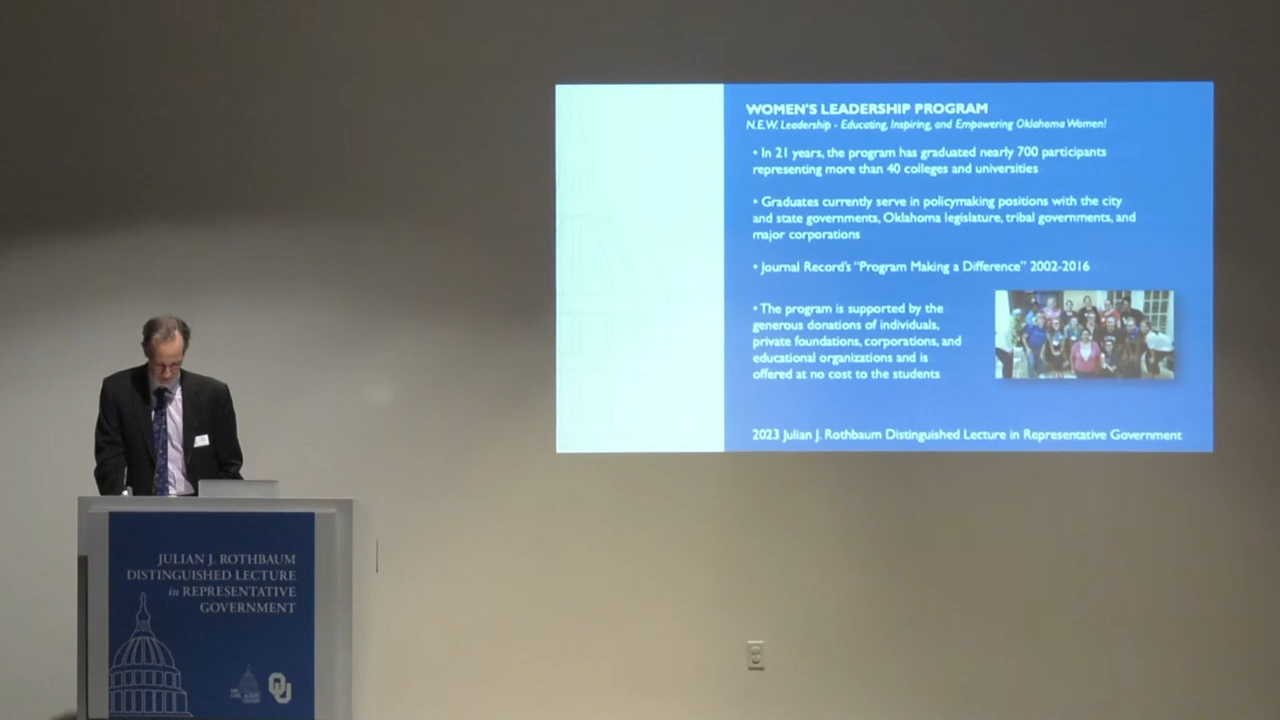 WOMEN'S LEADERSHIP PROGRAM
N.E.W. Leadership - Educating, Inspiring, and Empowering Oklahoma Women!
• In 21 years, the program has graduated nearly 700 participants
representing more than 40 colleges and universities
• Graduates currently serve in policymaking positions with the city
and state governments, Oklahoma legislature, tribal governments, and
major corporations
• Journal Record's "Program Making a Difference" 2002-2016
• The program is supported by the
generous donations of individuals,
private foundations, corporations, and
educational organizations and is
offered at no cost to the students
2023 Julian J. Rothbaum Distinguished Lecture in Representative Government
JULIAN J. ROTHBAUM
DISTINGUISHED LECTURE
in REPRESENTATIVE
GOVERNMENT
OU